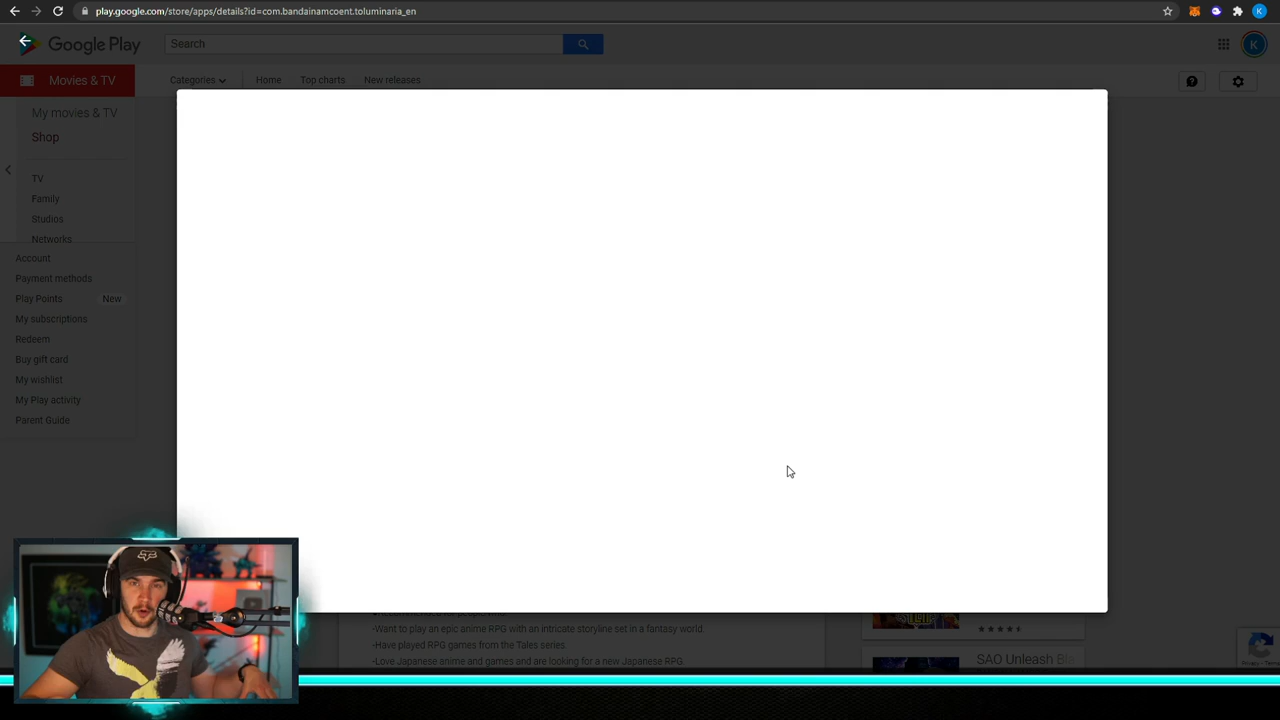 play.google.com/store/apps/details?id=com.bandainamcoent.toluminaria_en
K
Google Play
Search
K
Movies & TV
Categories
Home
Top charts
New releases
My movies & TV
Shop
TV
Family
Studios
Networks
Account
Payment methods
Play Points
New
My subscriptions
Redeem
Buy gift card
My wishlist
My Play activity
Parent Guide
-Want to play an epic anime RPG with an intricate storyline set in a fantasy world.
-Have played RPG games from the Tales series.
-Love Japanese anime and games and are looking for a new Japanese RPG.
SAO Unleash Bl